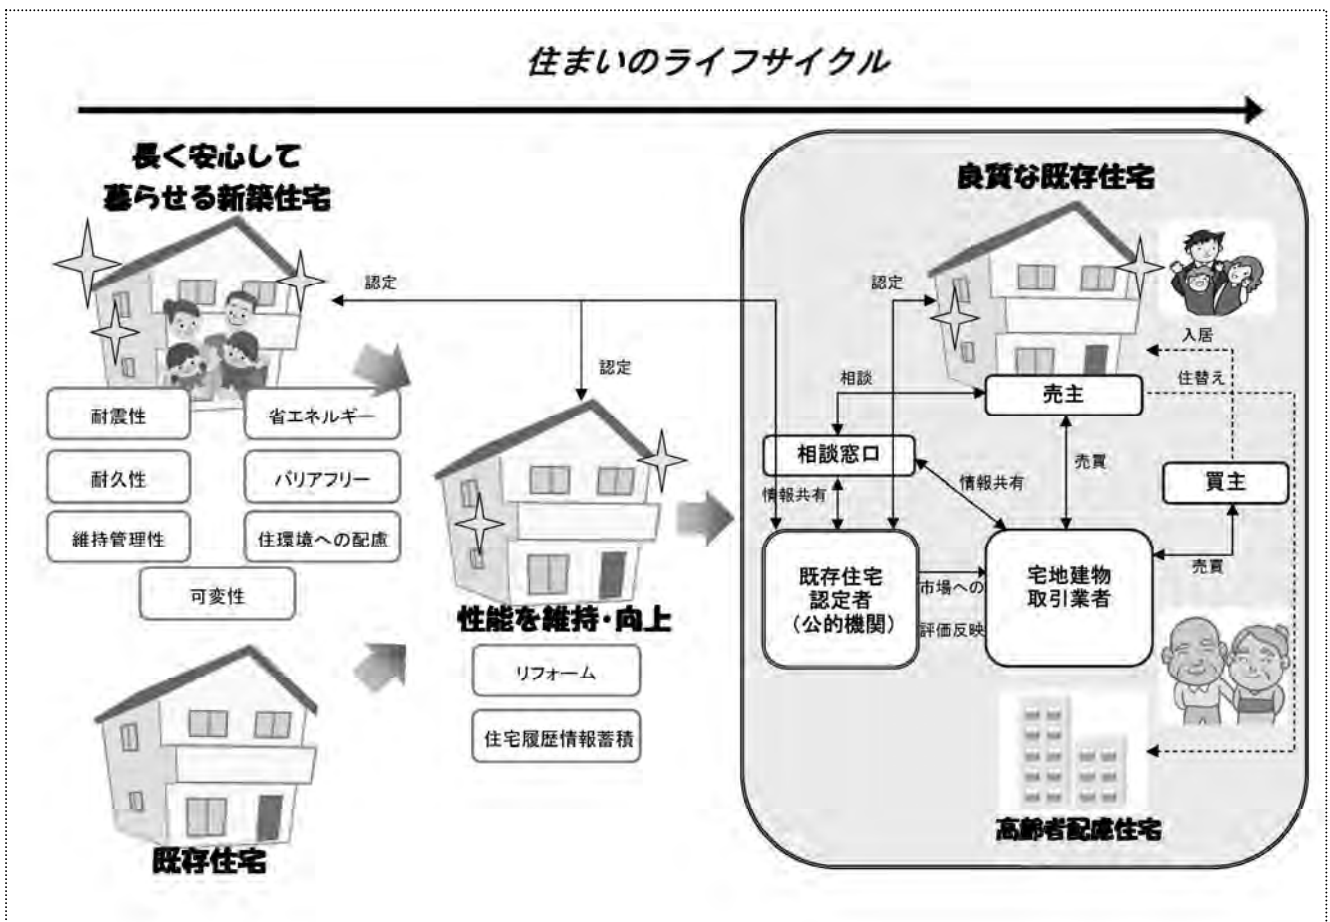 住まいのライフサイクル
長く安心して
暮らせる新築住宅
良質な既存住宅
認定
認定
認定
入居
相談
住替え
売主
耐震性
省エネルギー
相談窓口
売買
耐久性
バリアフリー
情報共有
情報共有
買主
維持管理性
住環境への配慮
既存住宅
認定者
(公的機関)
市場への
評価反映
宅地建物
取引業者
売買
可変性
性能を維持・向上
リフォーム
住宅履歴情報蓄積
既存住宅
高齢者配慮住宅